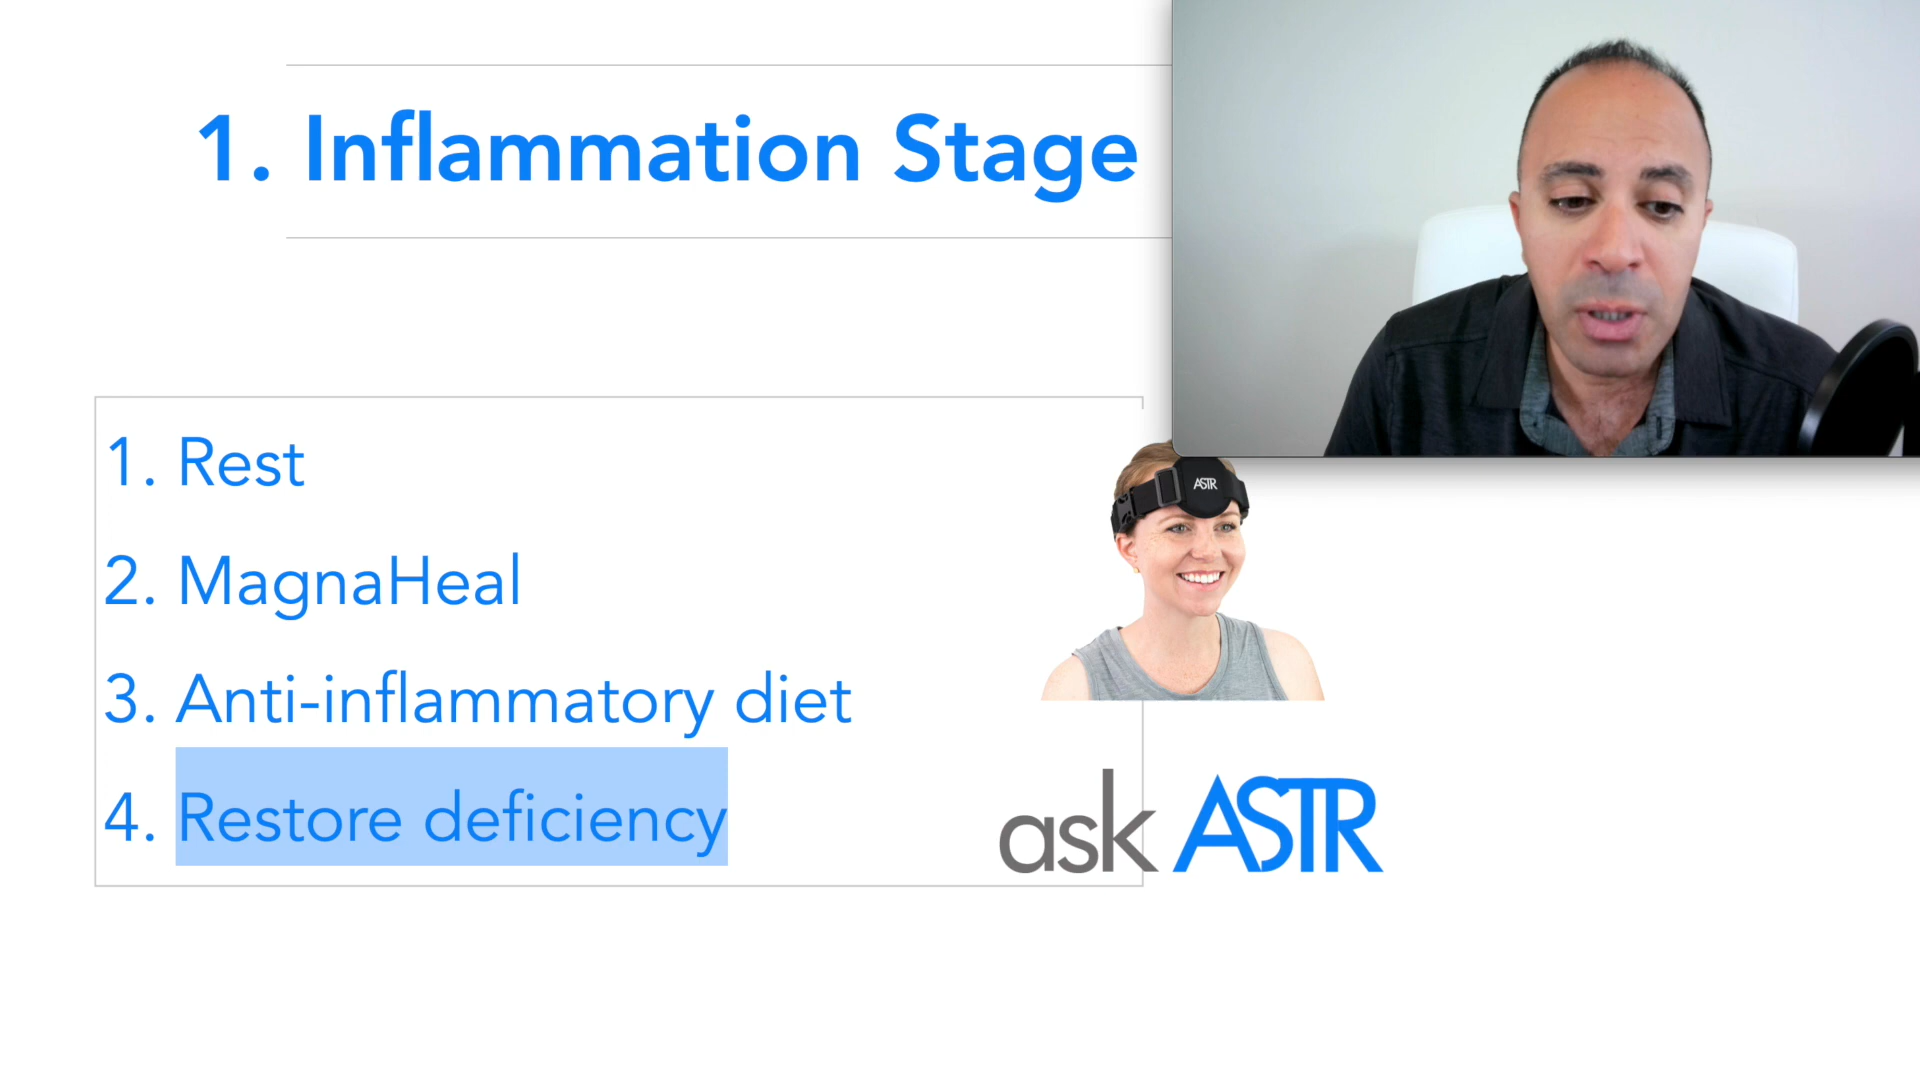 1. Inflammation Stage
1. Rest
ASTR
2. MagnaHeal
3. Anti-inflammatory diet
4. Restore deficiency
ask ASTR